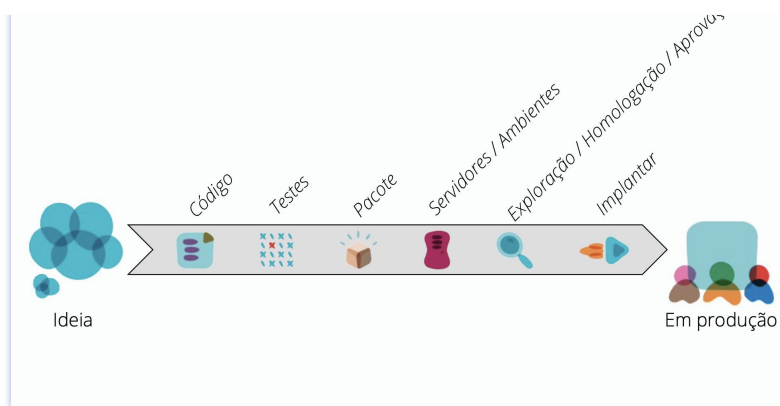 Ideia
Código
Testes
Pacote
Servidores / Ambientes
Exploração / Homologação /
Implantar
Em produção